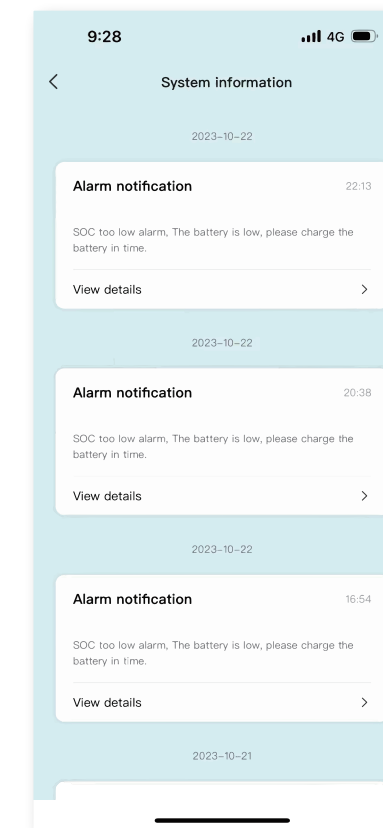 9:28
4G
System information
2023-10-22
Alarm notification
22:13
SOC too low alarm, The battery is low, please charge the
battery in time.
View details
2023-10-22
Alarm notification
20:38
SOC too low alarm, The battery is low, please charge the
battery in time.
View details
2023-10-22
Alarm notification
16:54
SOC too low alarm, The battery is low, please charge the
battery in time.
View details
2023-10-21